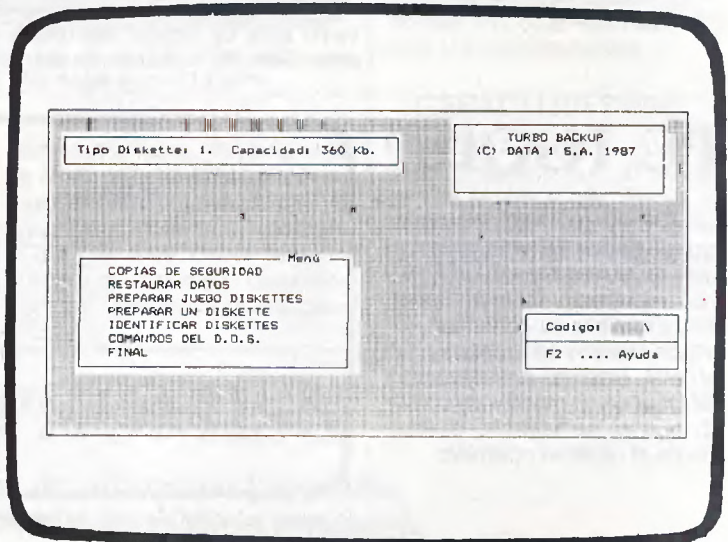 Tipo Diskette: 1. Capacidad: 360 Kb.
TURBO BACKUP
(C) DATA 1 S.A. 1987
Menú
COPIAS DE SEGURIDAD
RESTAURAR DATOS
PREPARAR JUEGO DISKETTES
PREPARAR UN DISKETTE
IDENTIFICAR DISKETTES
COMANDOS DEL D.O.S.
FINAL
Codigo: \
F2 .... Ayuda